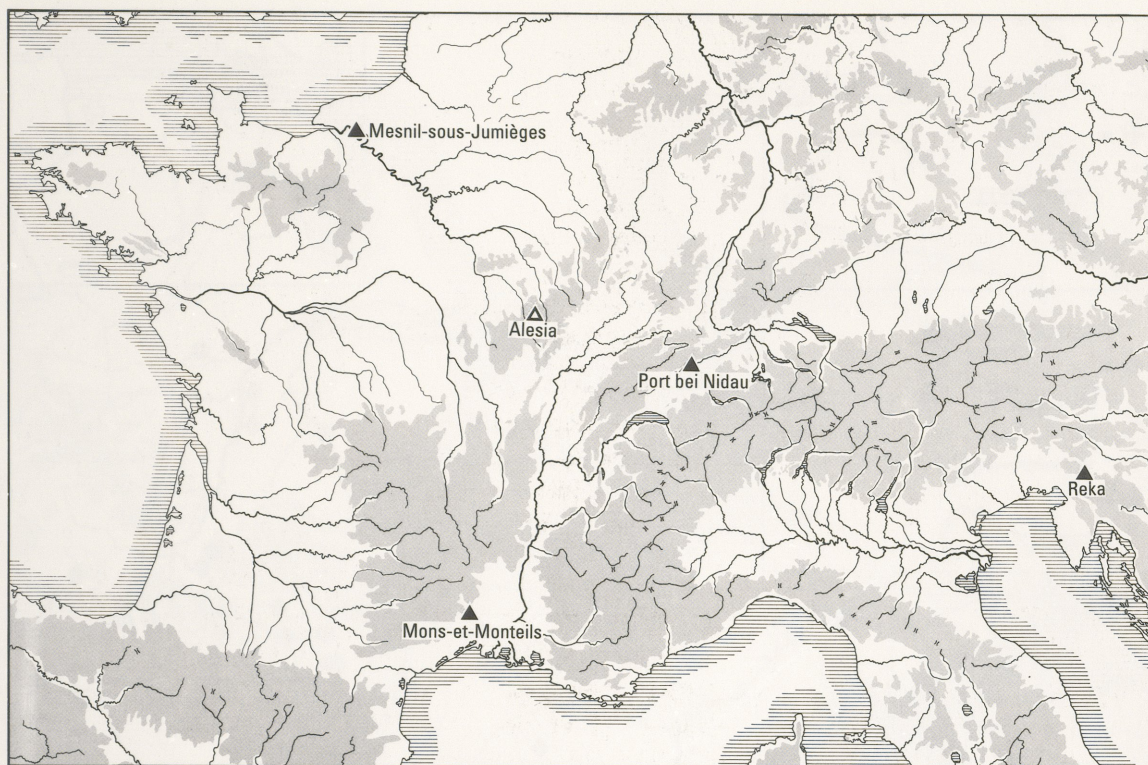 Mesnil-sous-Jumièges
Alesia
Port bei Nidau
Reka
Mons-et-Monteils